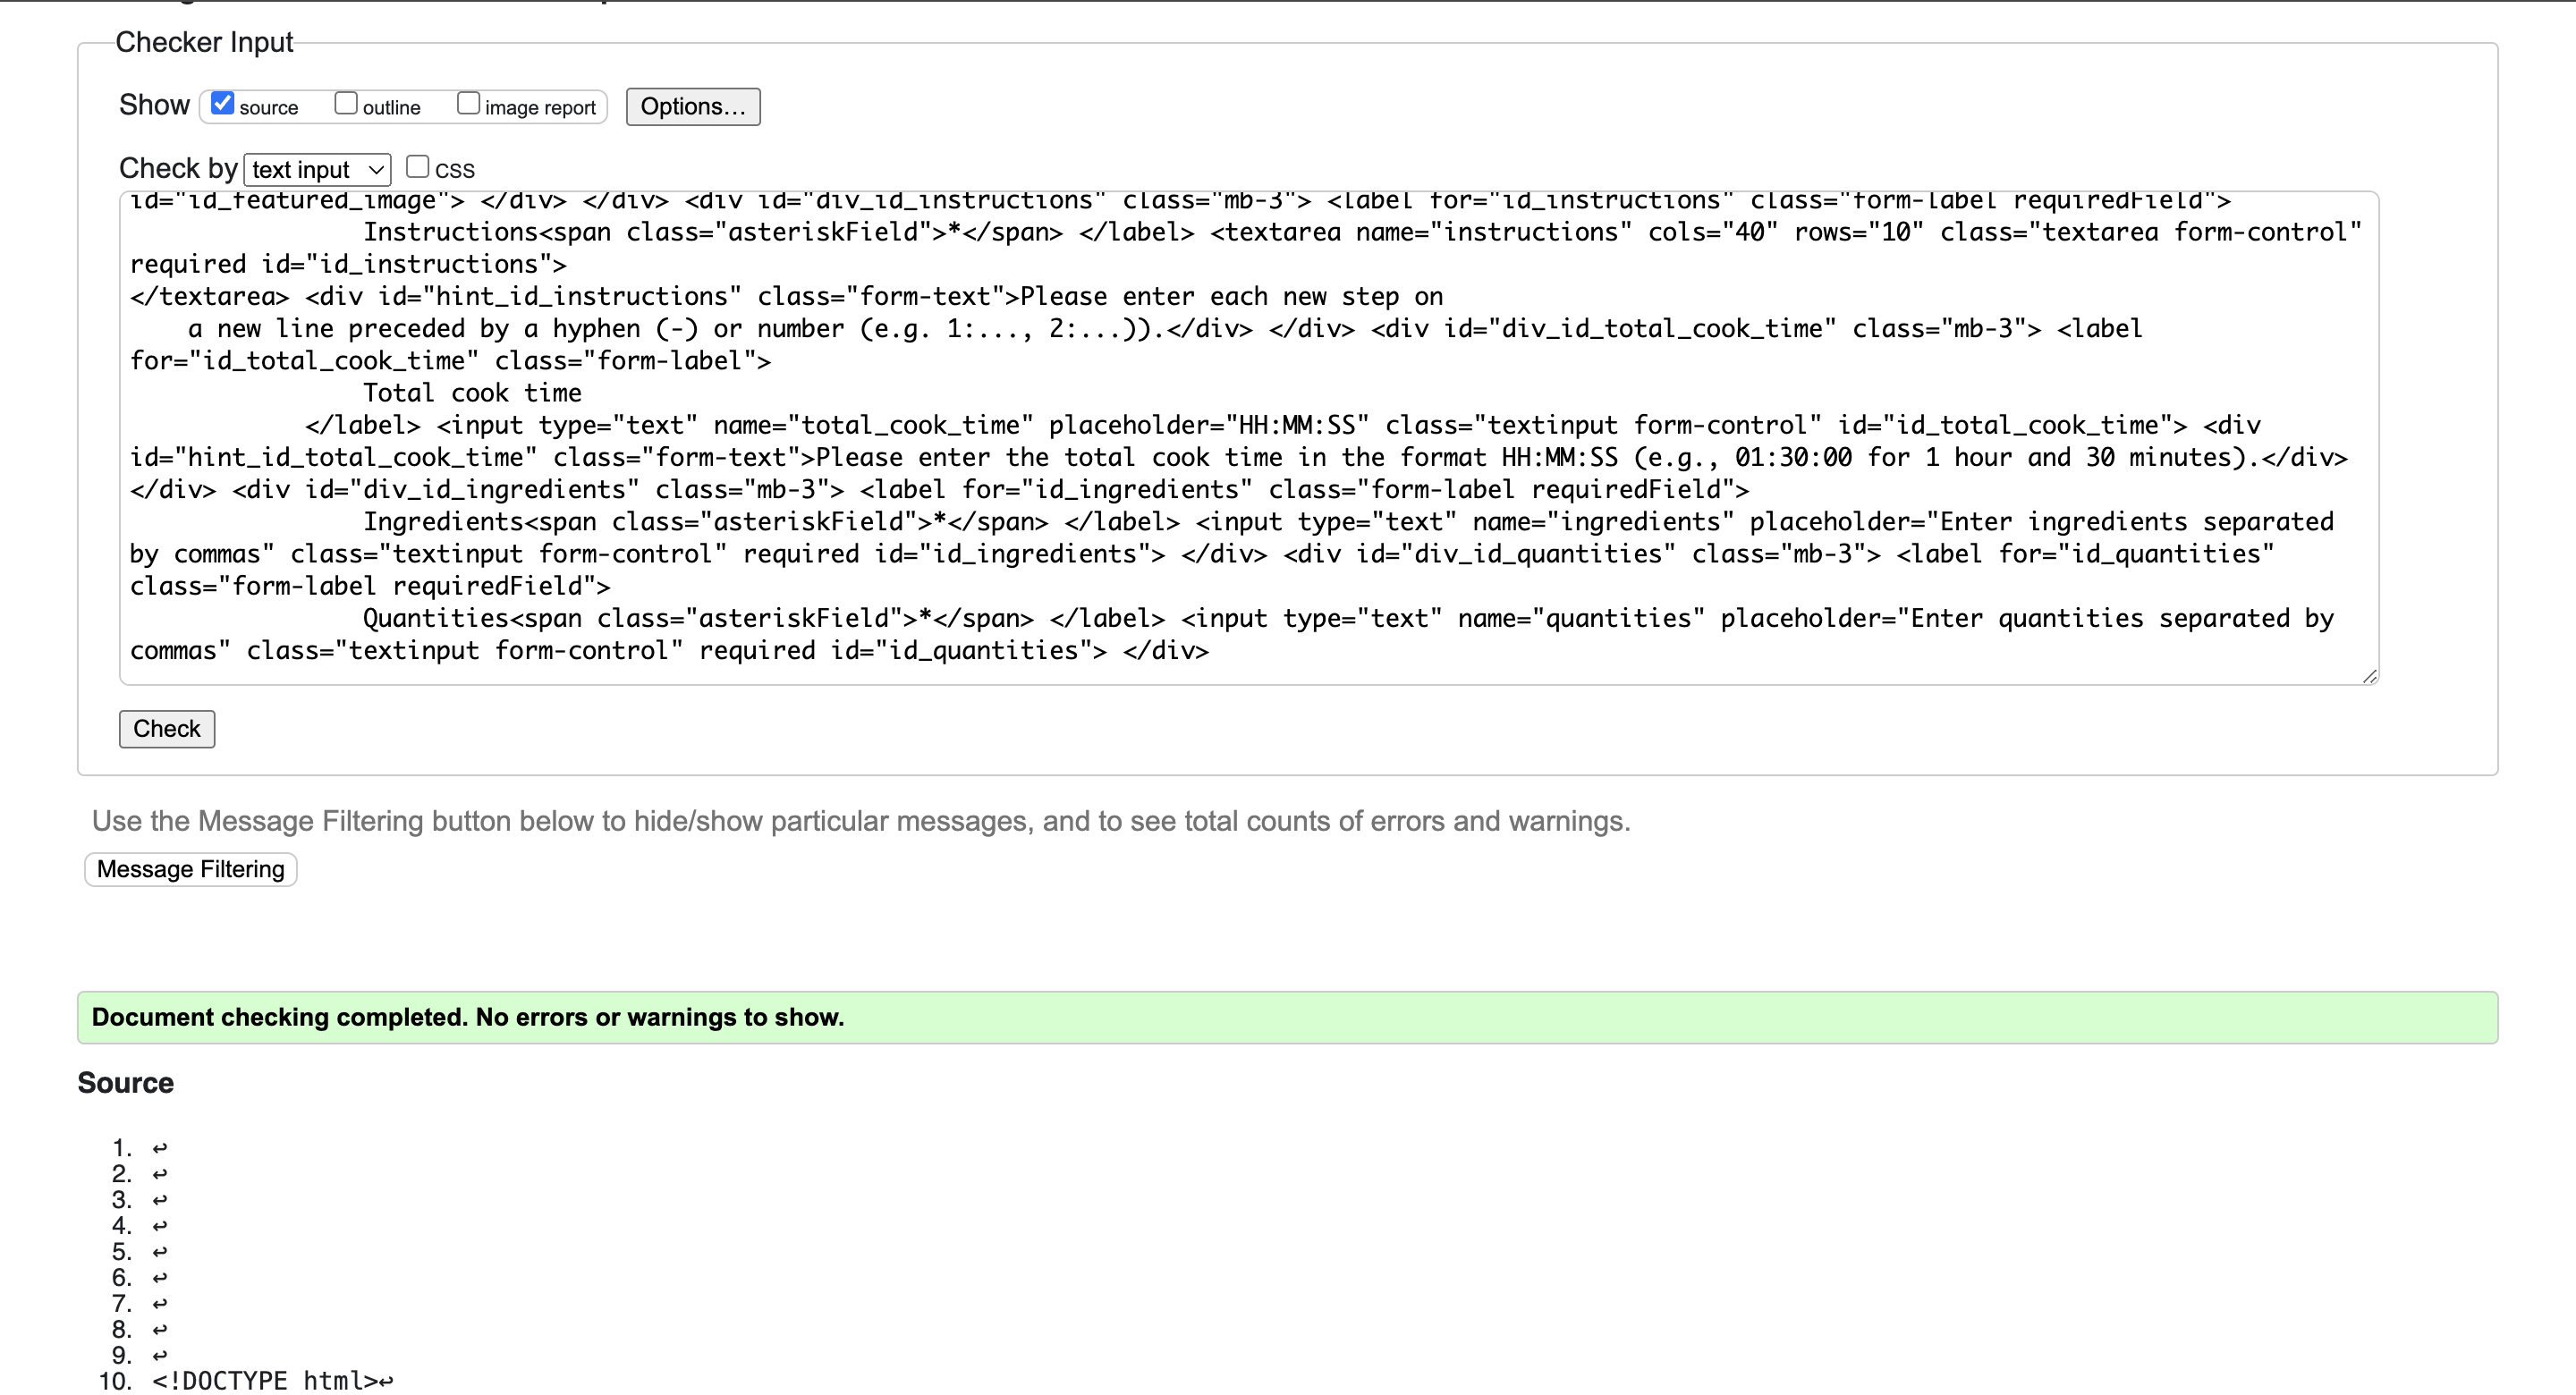 Checker Input
Show source outline image report Options...
Check by text input CSS
id="id_featured_image"> </div> </div> <div id="div_id_instructions" class="mb-3"> <label for="id_instructions" class="form-label requiredField">
Instructions<span class="asteriskField">*</span> </label> <textarea name="instructions" cols="40" rows="10" class="textarea form-control"
required id="id_instructions">
</textarea> <div id="hint_id_instructions" class="form-text">Please enter each new step on
a new line preceded by a hyphen (-) or number (e.g. 1:..., 2:...)).</div> </div> <div id="div_id_total_cook_time" class="mb-3"> <label
for="id_total_cook_time" class="form-label">
Total cook time
</label> <input type="text" name="total_cook_time" placeholder="HH:MM:SS" class="textinput form-control" id="id_total_cook_time"> <div
id="hint_id_total_cook_time" class="form-text">Please enter the total cook time in the format HH:MM:SS (e.g., 01:30:00 for 1 hour and 30 minutes).</div>
</div> <div id="div_id_ingredients" class="mb-3"> <label for="id_ingredients" class="form-label requiredField">
Ingredients<span class="asteriskField">*</span> </label> <input type="text" name="ingredients" placeholder="Enter ingredients separated
by commas" class="textinput form-control" required id="id_ingredients"> </div> <div id="div_id_quantities" class="mb-3"> <label for="id_quantities"
class="form-label requiredField">
Quantities<span class="asteriskField">*</span> </label> <input type="text" name="quantities" placeholder="Enter quantities separated by
commas" class="textinput form-control" required id="id_quantities"> </div>
Check
Use the Message Filtering button below to hide/show particular messages, and to see total counts of errors and warnings.
Message Filtering
Document checking completed. No errors or warnings to show.
Source
1. ↩
2. ↩
3. ↩
4. ↩
5. ↩
6. ↩
7. ↩
8. ↩
9. ↩
10. <!DOCTYPE html>↩